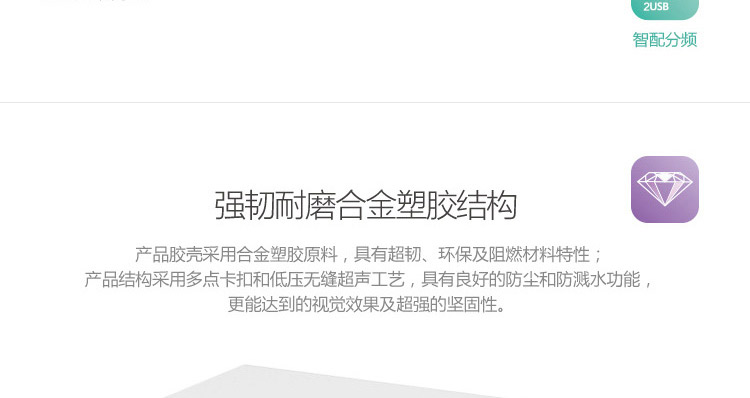 2USB
智配分频
强韧耐磨合金塑胶结构
产品胶壳采用合金塑胶原料，具有超韧、环保及阻燃材料特性；
产品结构采用多点卡扣和低压无缝超声工艺，具有良好的防尘和防溅水功能，
更能达到的视觉效果及超强的坚固性。